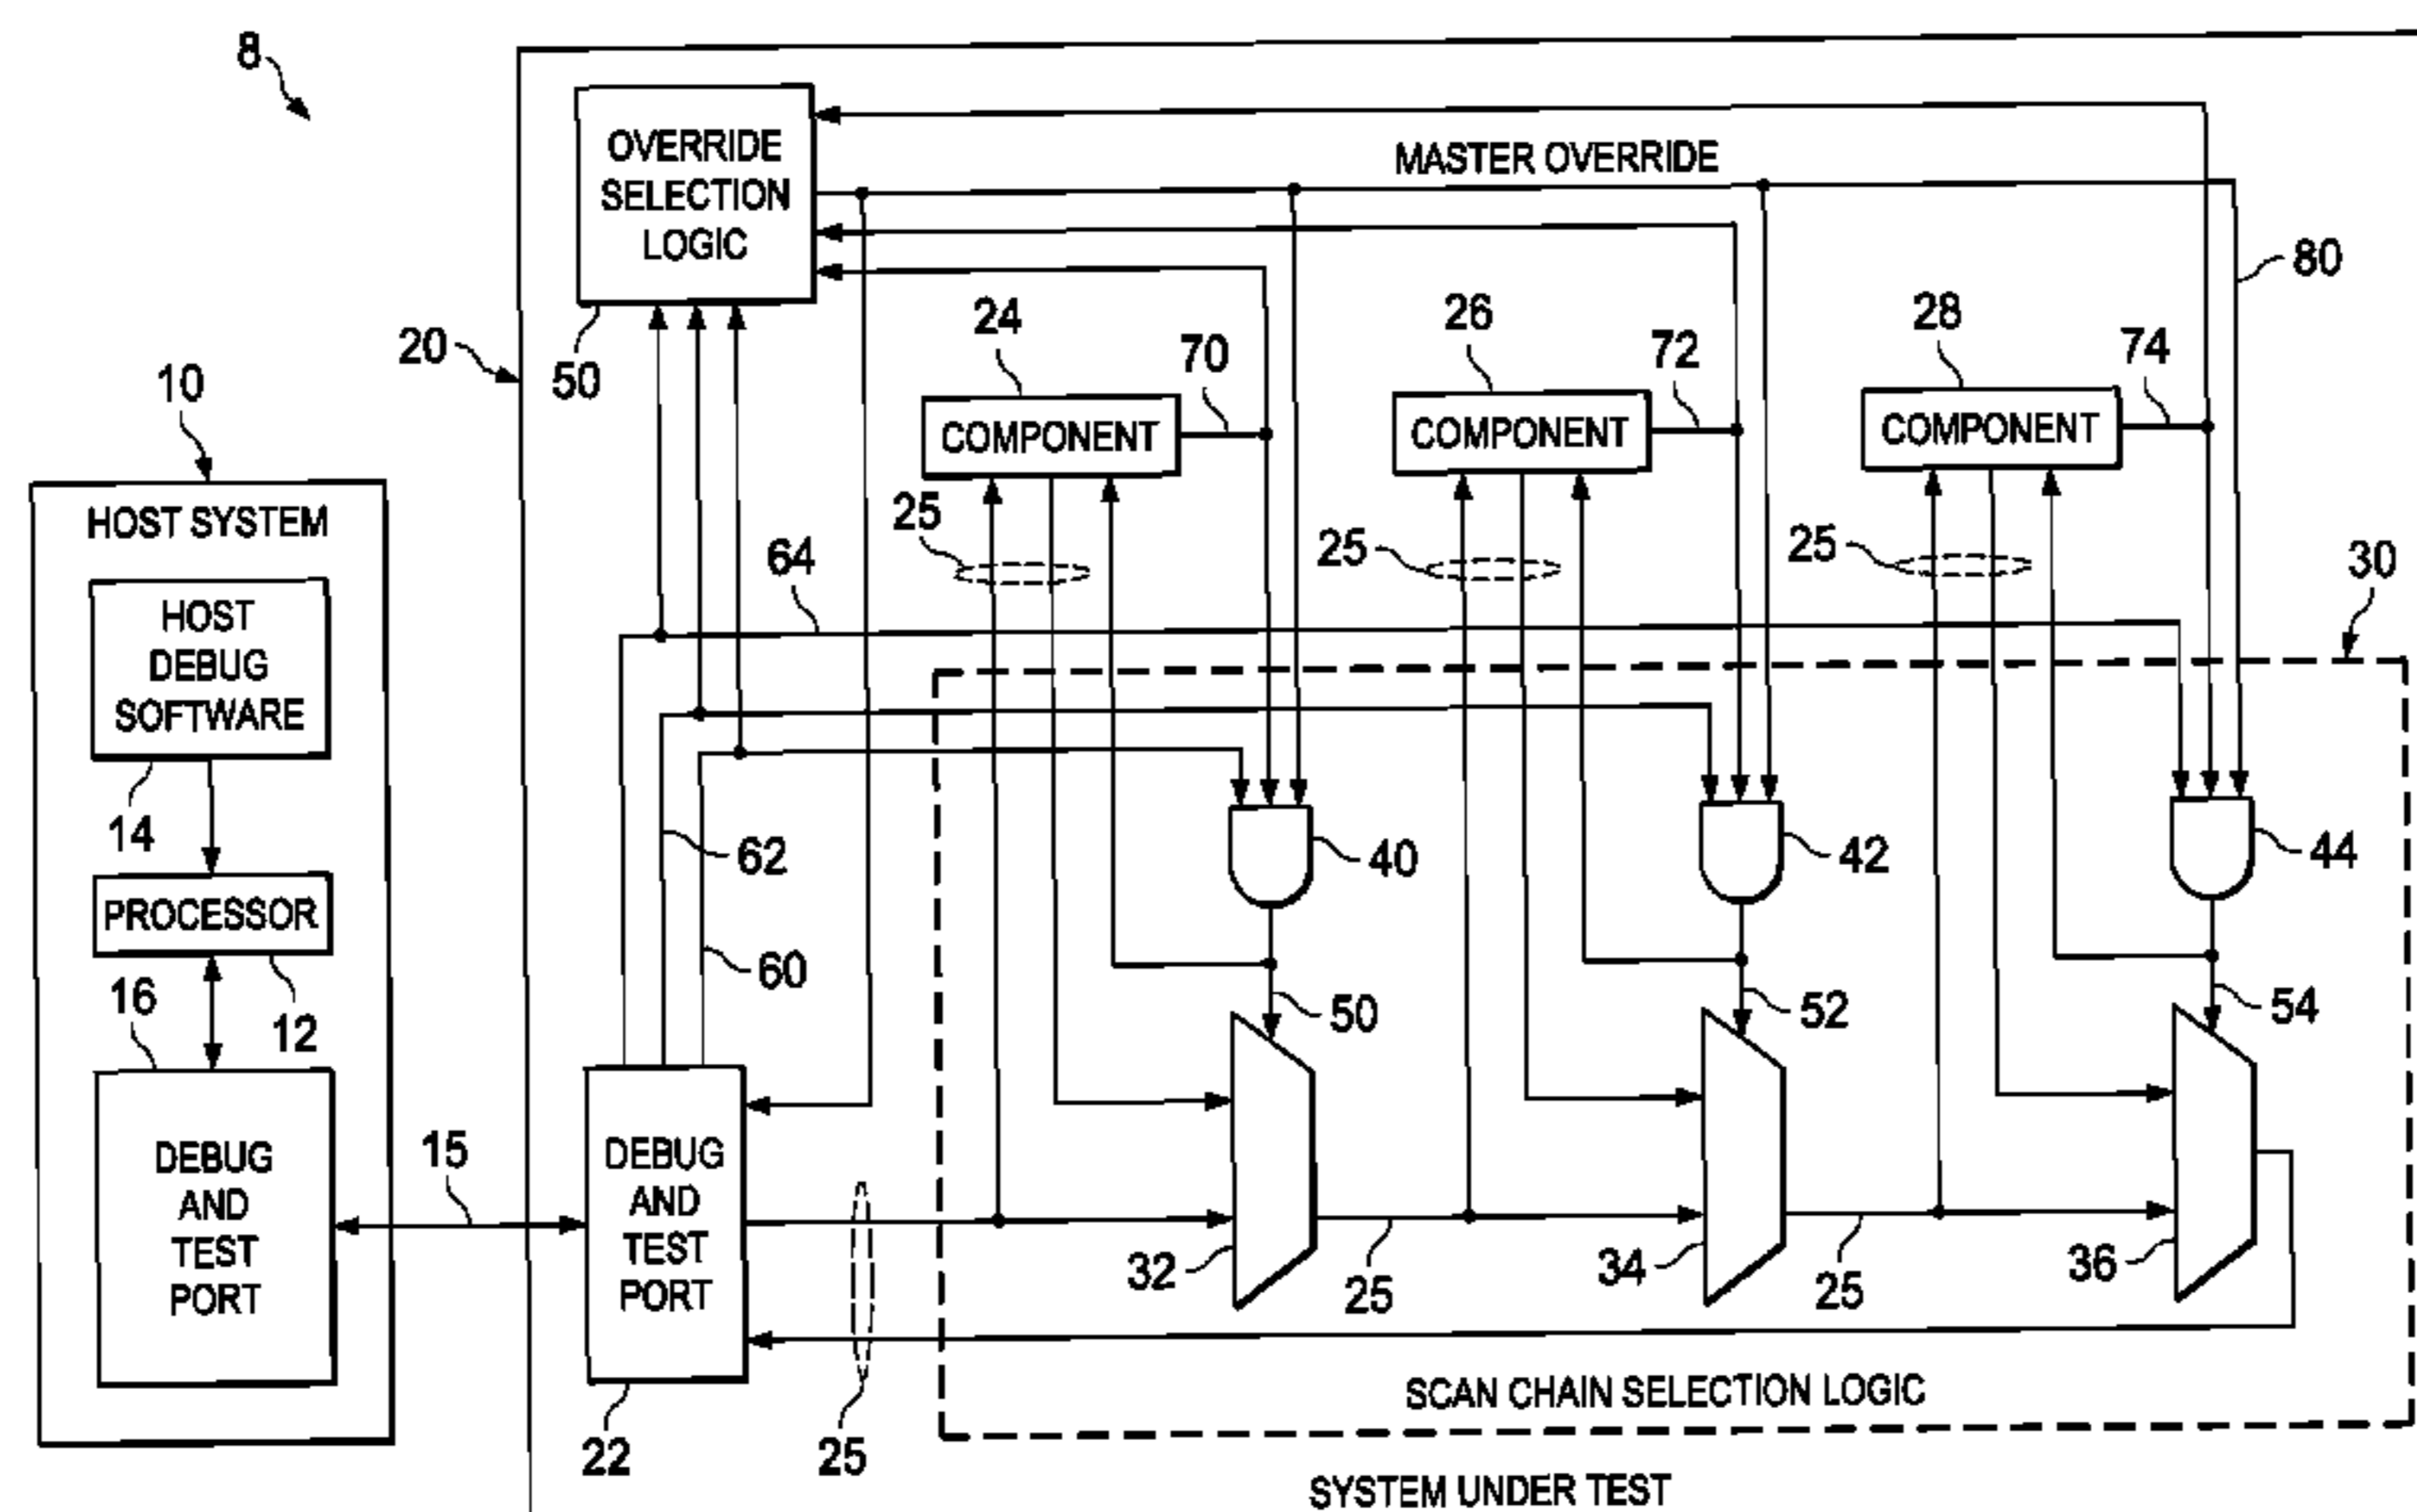 8
OVERRIDE
SELECTION
LOGIC
MASTER OVERRIDE
80
20
50
24
70
26
72
28
74
10
COMPONENT
COMPONENT
COMPONENT
HOST SYSTEM
25
25
25
30
64
HOST
DEBUG
SOFTWARE
14
62
40
42
44
PROCESSOR
60
16
12
50
52
54
DEBUG
AND
TEST
PORT
15
DEBUG
AND
TEST
PORT
32
25
34
25
36
22
25
SCAN CHAIN SELECTION LOGIC
SYSTEM UNDER TEST